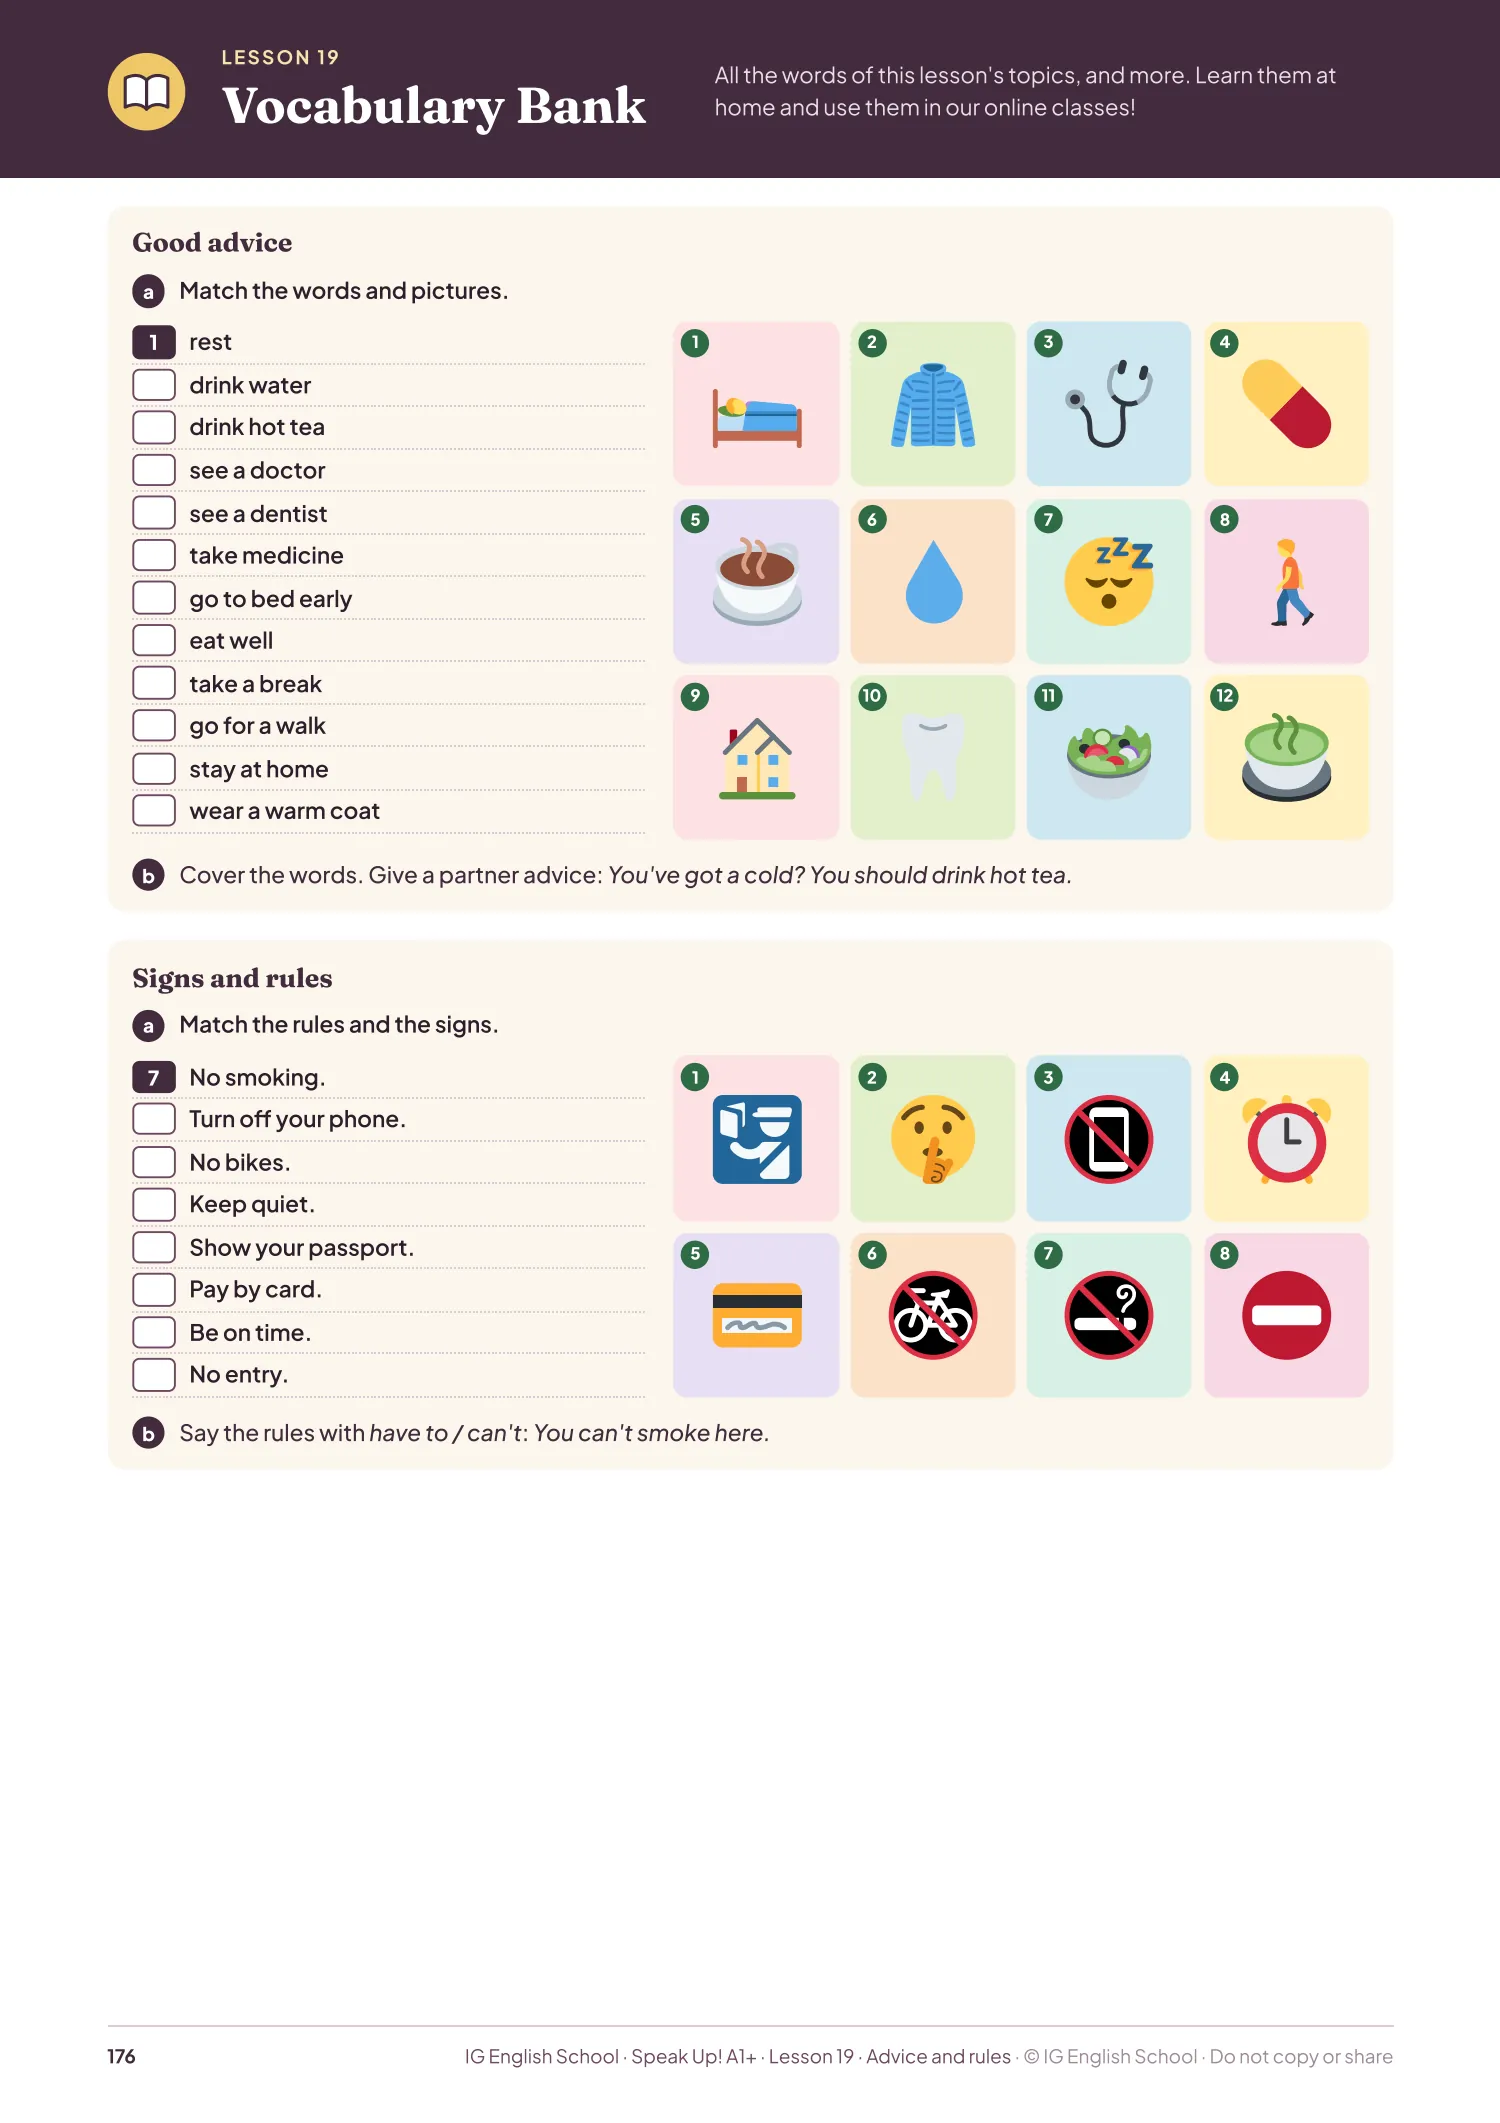 LESSON 19
Vocabulary Bank
All the words of this lesson's topics, and more. Learn them at
home and use them in our online classes!
Good advice
a Match the words and pictures.
1 rest
drink water
drink hot tea
see a doctor
see a dentist
take medicine
go to bed early
eat well
take a break
go for a walk
stay at home
wear a warm coat
1 2 3 4
5 6 7 8
zzz
9 10 11 12
b Cover the words. Give a partner advice: You've got a cold? You should drink hot tea.
Signs and rules
a Match the rules and the signs.
7 No smoking.
Turn off your phone.
No bikes.
Keep quiet.
Show your passport.
Pay by card.
Be on time.
No entry.
1 2 3 4
5 6 7 8
b Say the rules with have to / can't: You can't smoke here.
176 IG English School · Speak Up! A1+ · Lesson 19 · Advice and rules · © IG English School · Do not copy or share